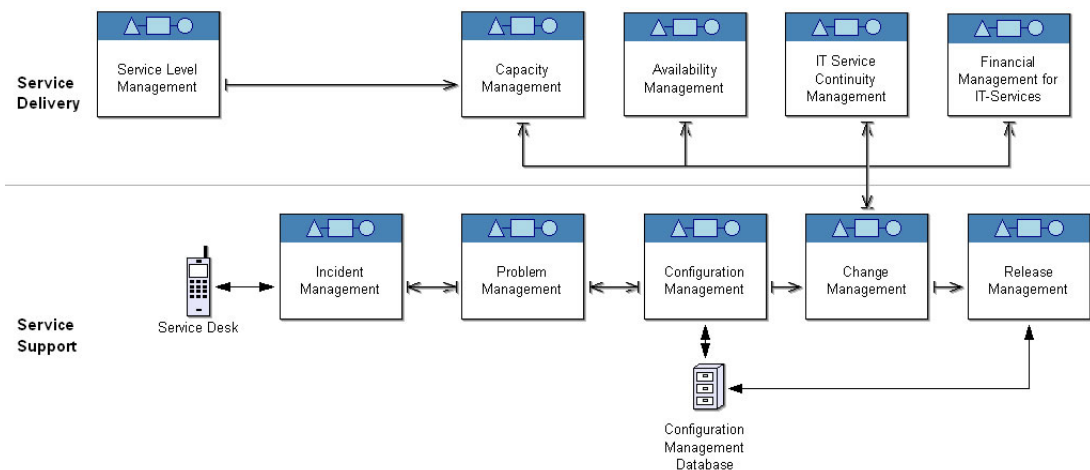 Service
Delivery
Service Level
Management
Capacity
Management
Availability
Management
IT Service
Continuity
Management
Financial
Management for
IT-Services
Service
Support
Service Desk
Incident
Management
Problem
Management
Configuration
Management
Change
Management
Release
Management
Configuration
Management
Database